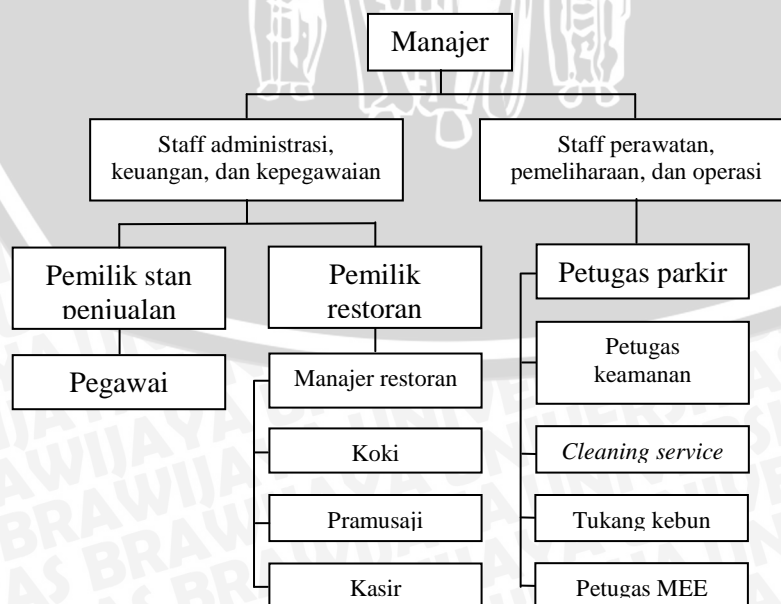 Manajer
Staff administrasi,
keuangan, dan kepegawaian
Staff perawatan,
pemeliharaan, dan operasi
Pemilik stan
penjualan
Pemilik
restoran
Petugas parkir
Pegawai
Manajer restoran
Petugas
keamanan
Koki
Cleaning service
Pramusaji
Tukang kebun
Kasir
Petugas MEE
BRAWIJAYA